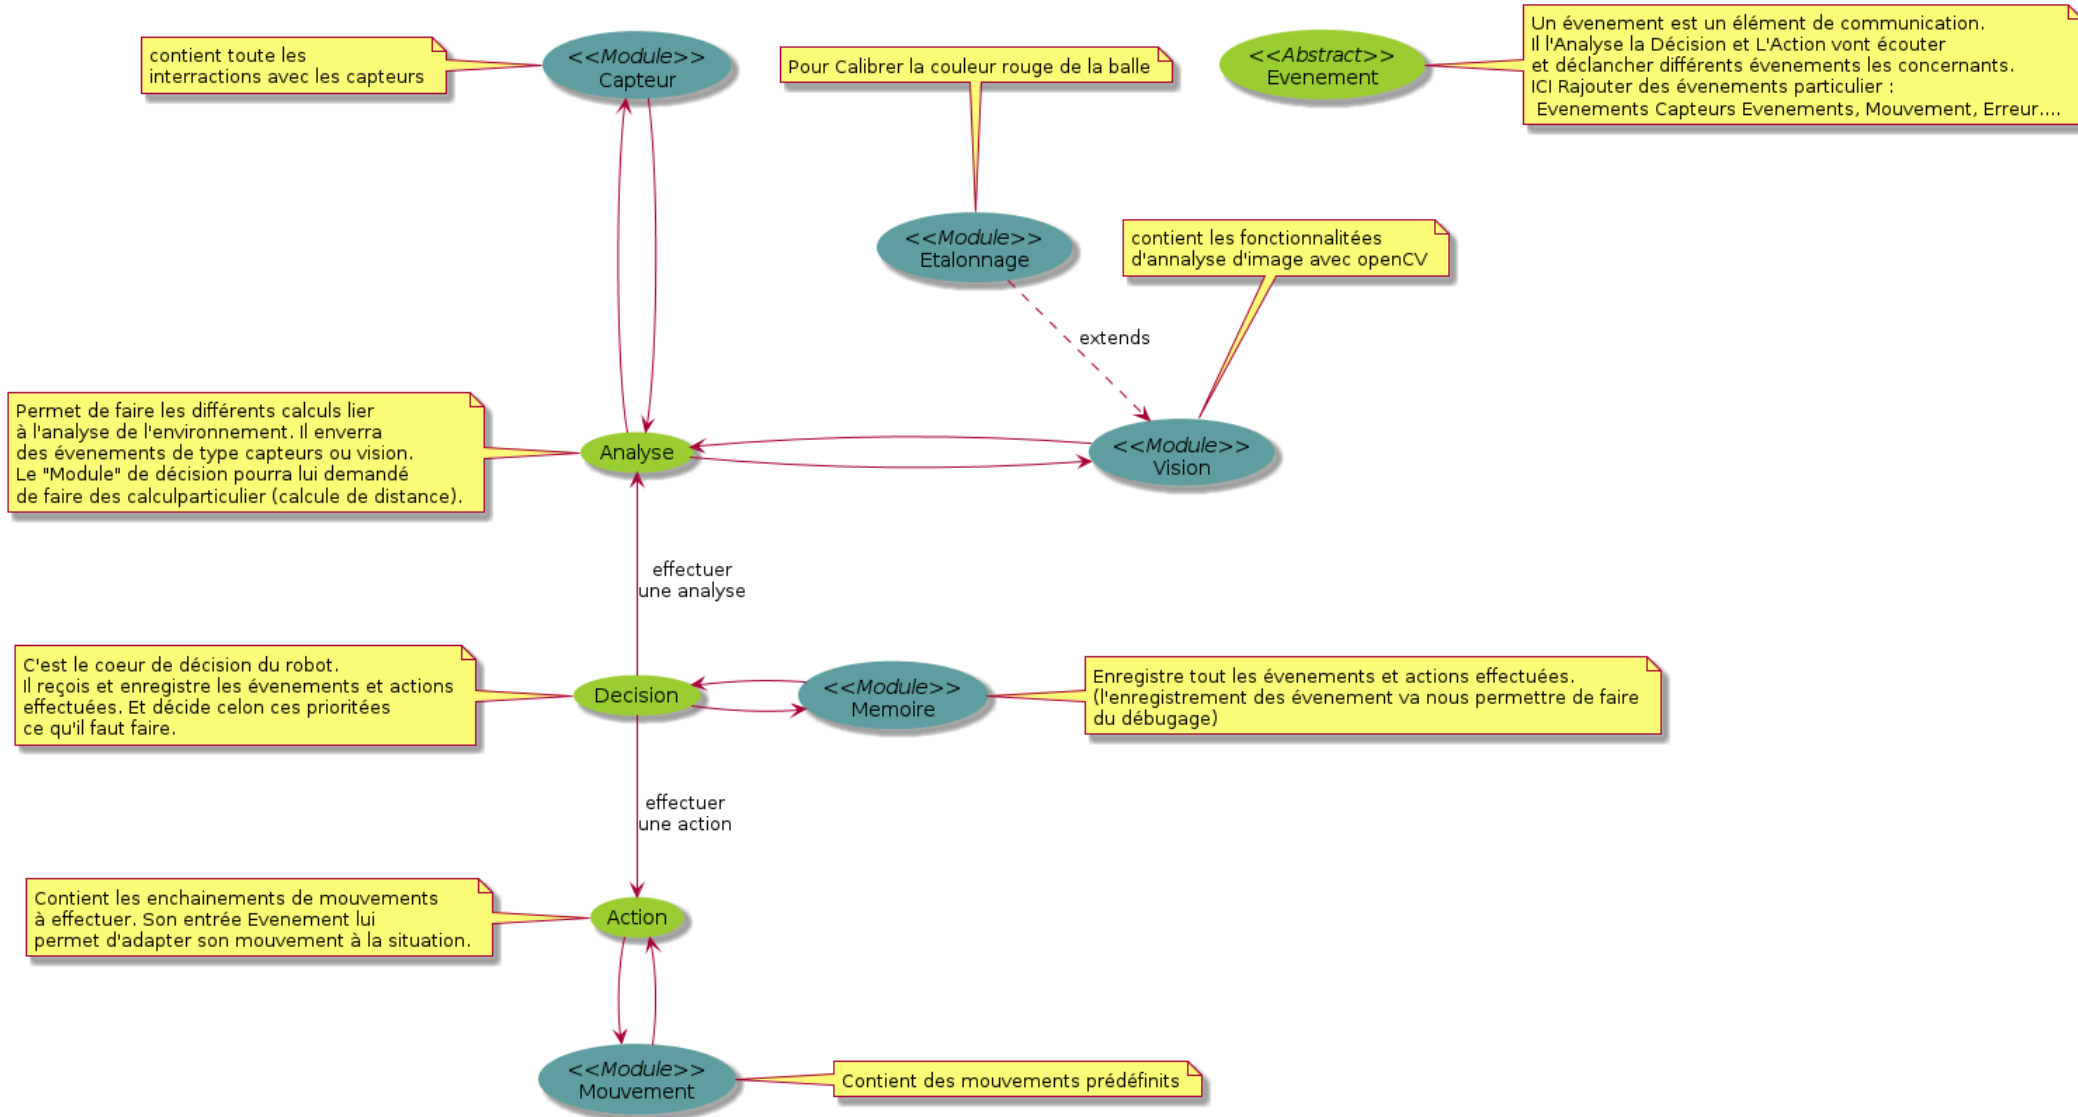 contient toute les
interractions avec les capteurs
<<Module>>
Capteur
Pour Calibrer la couleur rouge de la balle
<<Abstract>>
Evenement
Un évenement est un élément de communication.
Il l'Analyse la Décision et L'Action vont écouter
et déclancher différents évenements les concernants.
ICI Rajouter des évenements particulier :
Evenements Capteurs Evenements, Mouvement, Erreur....
<<Module>>
Etalonnage
contient les fonctionnalitées
d'annalyse d'image avec openCV
extends
Permet de faire les différents calculs lier
à l'analyse de l'environnement. Il enverra
des évenements de type capteurs ou vision.
Le "Module" de décision pourra lui demandé
de faire des calculparticulier (calcule de distance).
Analyse
<<Module>>
Vision
effectuer
une analyse
C'est le coeur de décision du robot.
Il reçois et enregistre les évenements et actions
effectuées. Et décide celon ces prioritées
ce qu'il faut faire.
Decision
<<Module>>
Memoire
Enregistre tout les évenements et actions effectuées.
(l'enregistrement des évenement va nous permettre de faire
du débugage)
effectuer
une action
Contient les enchainements de mouvements
à effectuer. Son entrée Evenement lui
permet d'adapter son mouvement à la situation.
Action
<<Module>>
Mouvement
Contient des mouvements prédéfinits